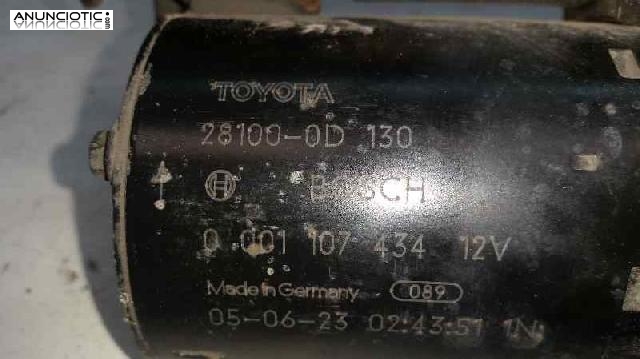 ANUNCIOTIC.es
TOYOTA
28100-0D 130
BOSCH
0 001 107 434 12V
Made in Germany 089
05-06-23 02:43:51 1N